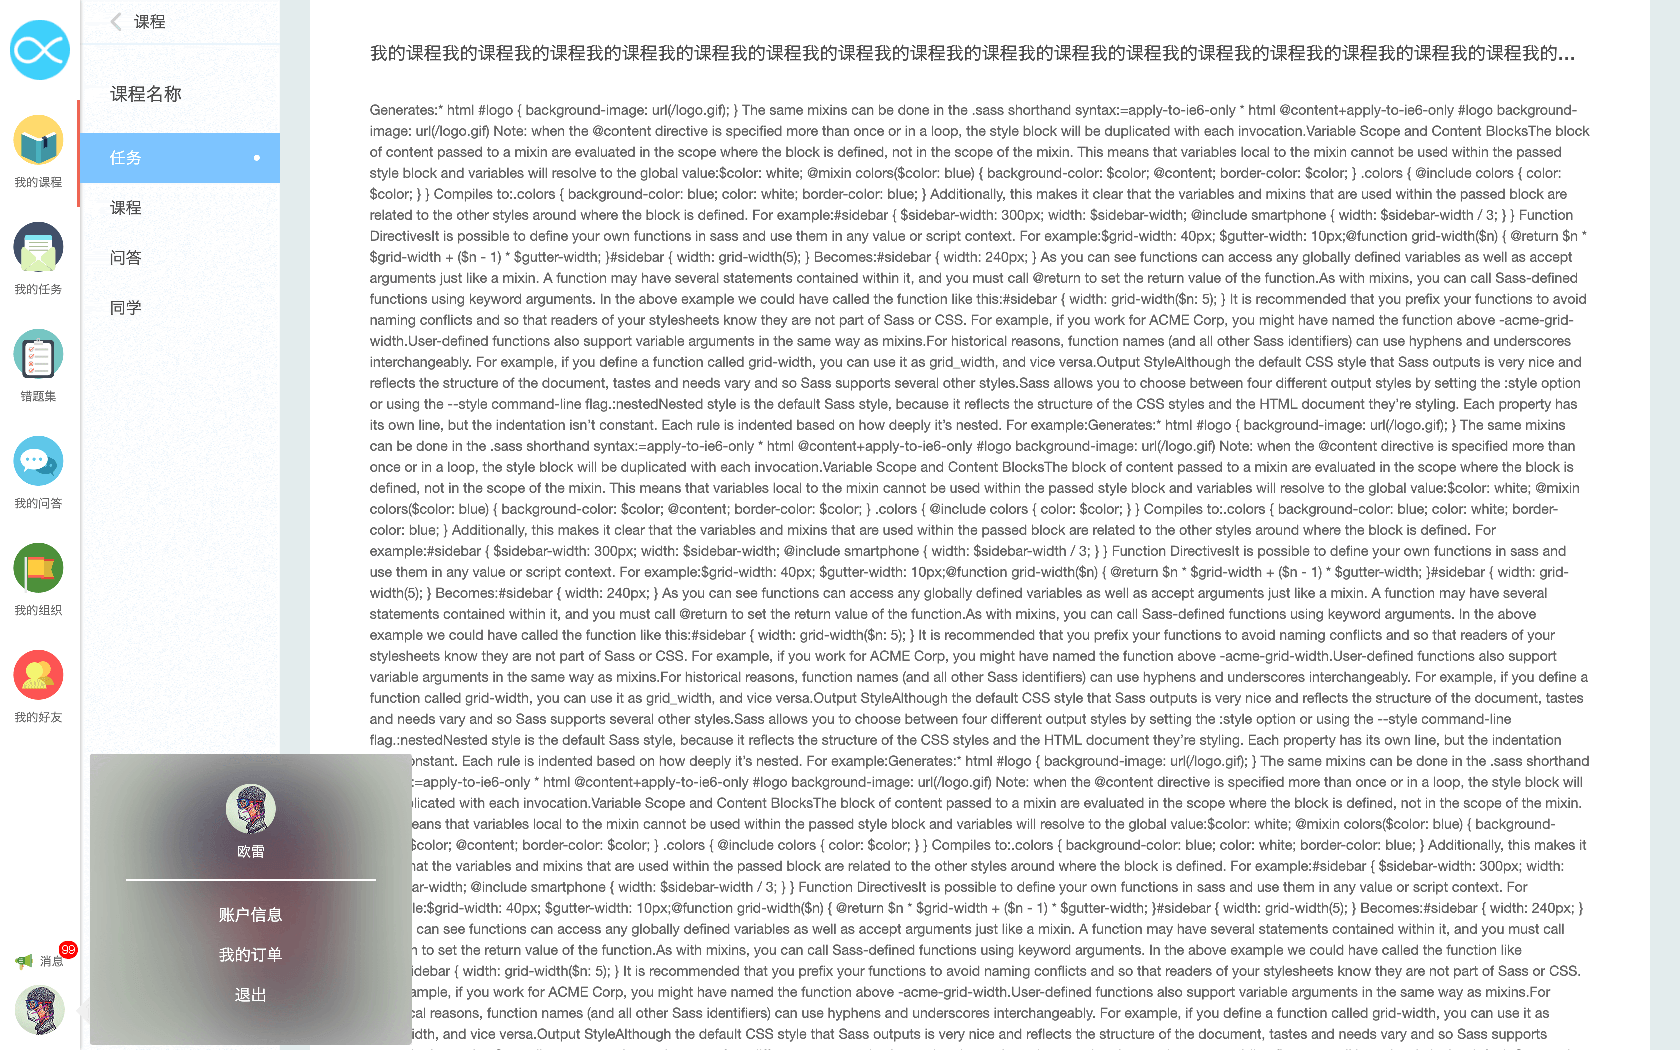 我的课程
我的任务
错题集
我的问答
我的组织
我的好友
99
消息
课程
课程名称
任务
课程
问答
同学
欧雷
账户信息
我的订单
退出
我的课程我的课程我的课程我的课程我的课程我的课程我的课程我的课程我的课程我的课程我的课程我的课程我的课程我的课程我的课程我的课程我的…
Generates:* html #logo { background-image: url(/logo.gif); } The same mixins can be done in the .sass shorthand syntax:=apply-to-ie6-only * html @content+apply-to-ie6-only #logo background-
image: url(/logo.gif) Note: when the @content directive is specified more than once or in a loop, the style block will be duplicated with each invocation.Variable Scope and Content BlocksThe block
of content passed to a mixin are evaluated in the scope where the block is defined, not in the scope of the mixin. This means that variables local to the mixin cannot be used within the passed
style block and variables will resolve to the global value:$color: white; @mixin colors($color: blue) { background-color: $color; @content; border-color: $color; } .colors { @include colors { color:
$color; } } Compiles to:.colors { background-color: blue; color: white; border-color: blue; } Additionally, this makes it clear that the variables and mixins that are used within the passed block are
related to the other styles around where the block is defined. For example:#sidebar { $sidebar-width: 300px; width: $sidebar-width; @include smartphone { width: $sidebar-width / 3; } } Function
DirectivesIt is possible to define your own functions in sass and use them in any value or script context. For example:$grid-width: 40px; $gutter-width: 10px;@function grid-width($n) { @return $n *
$grid-width + ($n - 1) * $gutter-width; }#sidebar { width: grid-width(5); } Becomes:#sidebar { width: 240px; } As you can see functions can access any globally defined variables as well as accept
arguments just like a mixin. A function may have several statements contained within it, and you must call @return to set the return value of the function.As with mixins, you can call Sass-defined
functions using keyword arguments. In the above example we could have called the function like this:#sidebar { width: grid-width($n: 5); } It is recommended that you prefix your functions to avoid
naming conflicts and so that readers of your stylesheets know they are not part of Sass or CSS. For example, if you work for ACME Corp, you might have named the function above -acme-grid-
width.User-defined functions also support variable arguments in the same way as mixins.For historical reasons, function names (and all other Sass identifiers) can use hyphens and underscores
interchangeably. For example, if you define a function called grid-width, you can use it as grid_width, and vice versa.Output StyleAlthough the default CSS style that Sass outputs is very nice and
reflects the structure of the document, tastes and needs vary and so Sass supports several other styles.Sass allows you to choose between four different output styles by setting the :style option
or using the --style command-line flag.:nestedNested style is the default Sass style, because it reflects the structure of the CSS styles and the HTML document they’re styling. Each property has
its own line, but the indentation isn’t constant. Each rule is indented based on how deeply it’s nested. For example:Generates:* html #logo { background-image: url(/logo.gif); } The same mixins
can be done in the .sass shorthand syntax:=apply-to-ie6-only * html @content+apply-to-ie6-only #logo background-image: url(/logo.gif) Note: when the @content directive is specified more than
once or in a loop, the style block will be duplicated with each invocation.Variable Scope and Content BlocksThe block of content passed to a mixin are evaluated in the scope where the block is
defined, not in the scope of the mixin. This means that variables local to the mixin cannot be used within the passed style block and variables will resolve to the global value:$color: white; @mixin
colors($color: blue) { background-color: $color; @content; border-color: $color; } .colors { @include colors { color: $color; } } Compiles to:.colors { background-color: blue; color: white; border-
color: blue; } Additionally, this makes it clear that the variables and mixins that are used within the passed block are related to the other styles around where the block is defined. For
example:#sidebar { $sidebar-width: 300px; width: $sidebar-width; @include smartphone { width: $sidebar-width / 3; } } Function DirectivesIt is possible to define your own functions in sass and
use them in any value or script context. For example:$grid-width: 40px; $gutter-width: 10px;@function grid-width($n) { @return $n * $grid-width + ($n - 1) * $gutter-width; }#sidebar { width: grid-
width(5); } Becomes:#sidebar { width: 240px; } As you can see functions can access any globally defined variables as well as accept arguments just like a mixin. A function may have several
statements contained within it, and you must call @return to set the return value of the function.As with mixins, you can call Sass-defined functions using keyword arguments. In the above
example we could have called the function like this:#sidebar { width: grid-width($n: 5); } It is recommended that you prefix your functions to avoid naming conflicts and so that readers of your
stylesheets know they are not part of Sass or CSS. For example, if you work for ACME Corp, you might have named the function above -acme-grid-width.User-defined functions also support
variable arguments in the same way as mixins.For historical reasons, function names (and all other Sass identifiers) can use hyphens and underscores interchangeably. For example, if you define a
function called grid-width, you can use it as grid_width, and vice versa.Output StyleAlthough the default CSS style that Sass outputs is very nice and reflects the structure of the document, tastes
and needs vary and so Sass supports several other styles.Sass allows you to choose between four different output styles by setting the :style option or using the --style command-line
flag.:nestedNested style is the default Sass style, because it reflects the structure of the CSS styles and the HTML document they’re styling. Each property has its own line, but the indentation
onstant. Each rule is indented based on how deeply it’s nested. For example:Generates:* html #logo { background-image: url(/logo.gif); } The same mixins can be done in the .sass shorthand
:=apply-to-ie6-only * html @content+apply-to-ie6-only #logo background-image: url(/logo.gif) Note: when the @content directive is specified more than once or in a loop, the style block will
licated with each invocation.Variable Scope and Content BlocksThe block of content passed to a mixin are evaluated in the scope where the block is defined, not in the scope of the mixin.
eans that variables local to the mixin cannot be used within the passed style block and variables will resolve to the global value:$color: white; @mixin colors($color: blue) { background-
color; @content; border-color: $color; } .colors { @include colors { color: $color; } } Compiles to:.colors { background-color: blue; color: white; border-color: blue; } Additionally, this makes it
hat the variables and mixins that are used within the passed block are related to the other styles around where the block is defined. For example:#sidebar { $sidebar-width: 300px; width:
ar-width; @include smartphone { width: $sidebar-width / 3; } } Function DirectivesIt is possible to define your own functions in sass and use them in any value or script context. For
le:$grid-width: 40px; $gutter-width: 10px;@function grid-width($n) { @return $n * $grid-width + ($n - 1) * $gutter-width; }#sidebar { width: grid-width(5); } Becomes:#sidebar { width: 240px; }
can see functions can access any globally defined variables as well as accept arguments just like a mixin. A function may have several statements contained within it, and you must call
n to set the return value of the function.As with mixins, you can call Sass-defined functions using keyword arguments. In the above example we could have called the function like
idebar { width: grid-width($n: 5); } It is recommended that you prefix your functions to avoid naming conflicts and so that readers of your stylesheets know they are not part of Sass or CSS.
ample, if you work for ACME Corp, you might have named the function above -acme-grid-width.User-defined functions also support variable arguments in the same way as mixins.For
cal reasons, function names (and all other Sass identifiers) can use hyphens and underscores interchangeably. For example, if you define a function called grid-width, you can use it as
idth, and vice versa.Output StyleAlthough the default CSS style that Sass outputs is very nice and reflects the structure of the document, tastes and needs vary and so Sass supports